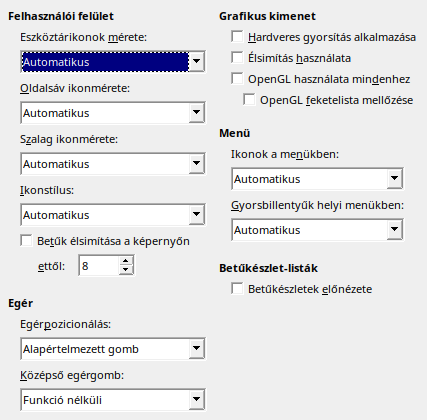 Felhasználói felület
Eszköztárikonok mérete:
Automatikus
Oldalsáv ikonmérete:
Automatikus
Szalag ikonmérete:
Automatikus
Ikonstílus:
Automatikus
Betűk élsimítása a képernyőn
ettől:
8
Egér
Egérpozicionálás:
Alapértelmezett gomb
Középső egérgomb:
Funkció nélküli
Grafikus kimenet
Hardveres gyorsítás alkalmazása
Élsimítás használata
OpenGL használata mindenhez
OpenGL feketelista mellőzése
Menü
Ikonok a menükben:
Automatikus
Gyorsbillentyűk helyi menükben:
Automatikus
Betűkészlet-listák
Betűkészletek előnézete